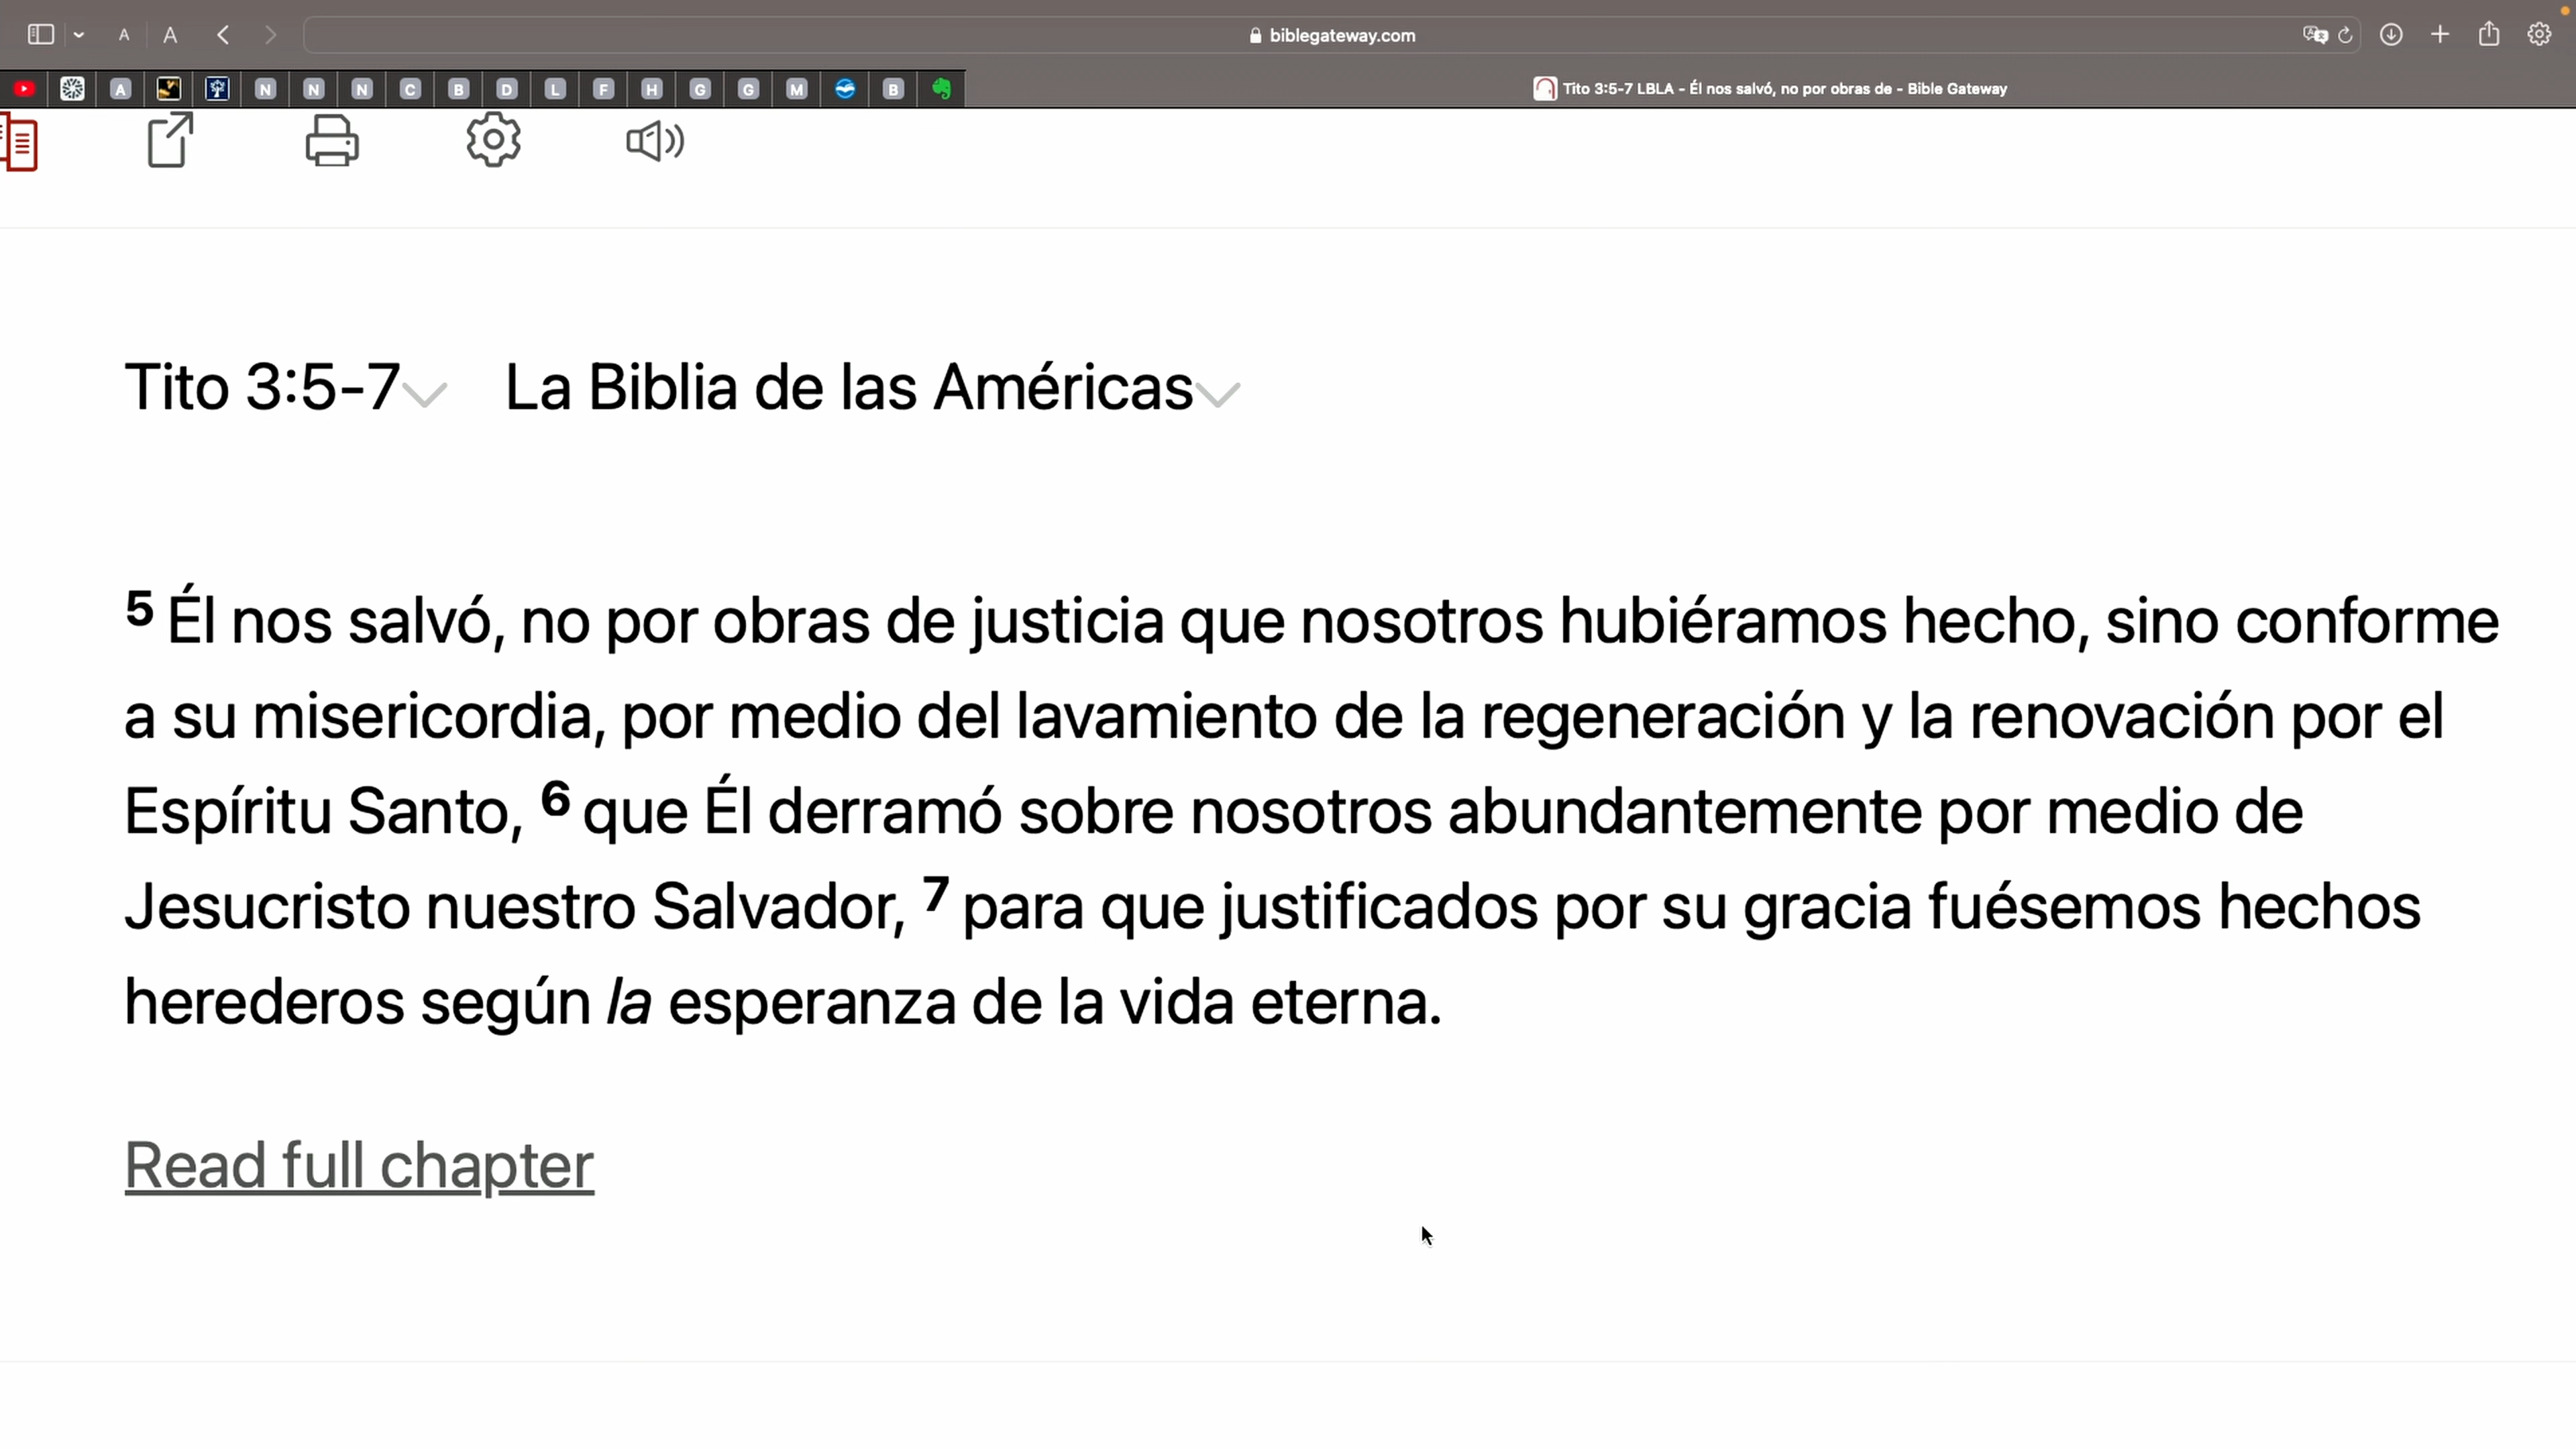 A A biblegateway.com
A N N N C B D L F H G G M B Tito 3:5-7 LBLA - Él nos salvó, no por obras de - Bible Gateway
Tito 3:5-7 La Biblia de las Américas
5 Él nos salvó, no por obras de justicia que nosotros hubiéramos hecho, sino conforme
a su misericordia, por medio del lavamiento de la regeneración y la renovación por el
Espíritu Santo, 6 que Él derramó sobre nosotros abundantemente por medio de
Jesucristo nuestro Salvador, 7 para que justificados por su gracia fuésemos hechos
herederos según la esperanza de la vida eterna.
Read full chapter